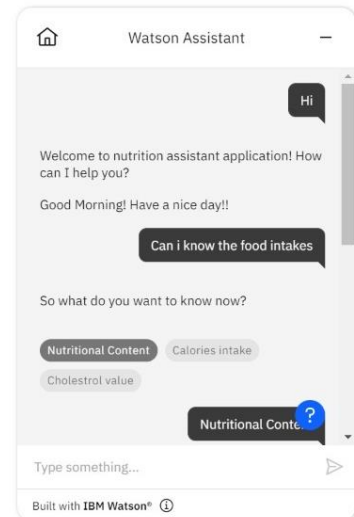 Watson Assistant
Hi
Welcome to nutrition assistant application! How
can I help you?
Good Morning! Have a nice day!!
Can i know the food intakes
So what do you want to know now?
Nutritional Content
Calories intake
Cholestrol value
Nutritional Conte
?
Type something...
Built with IBM Watson®